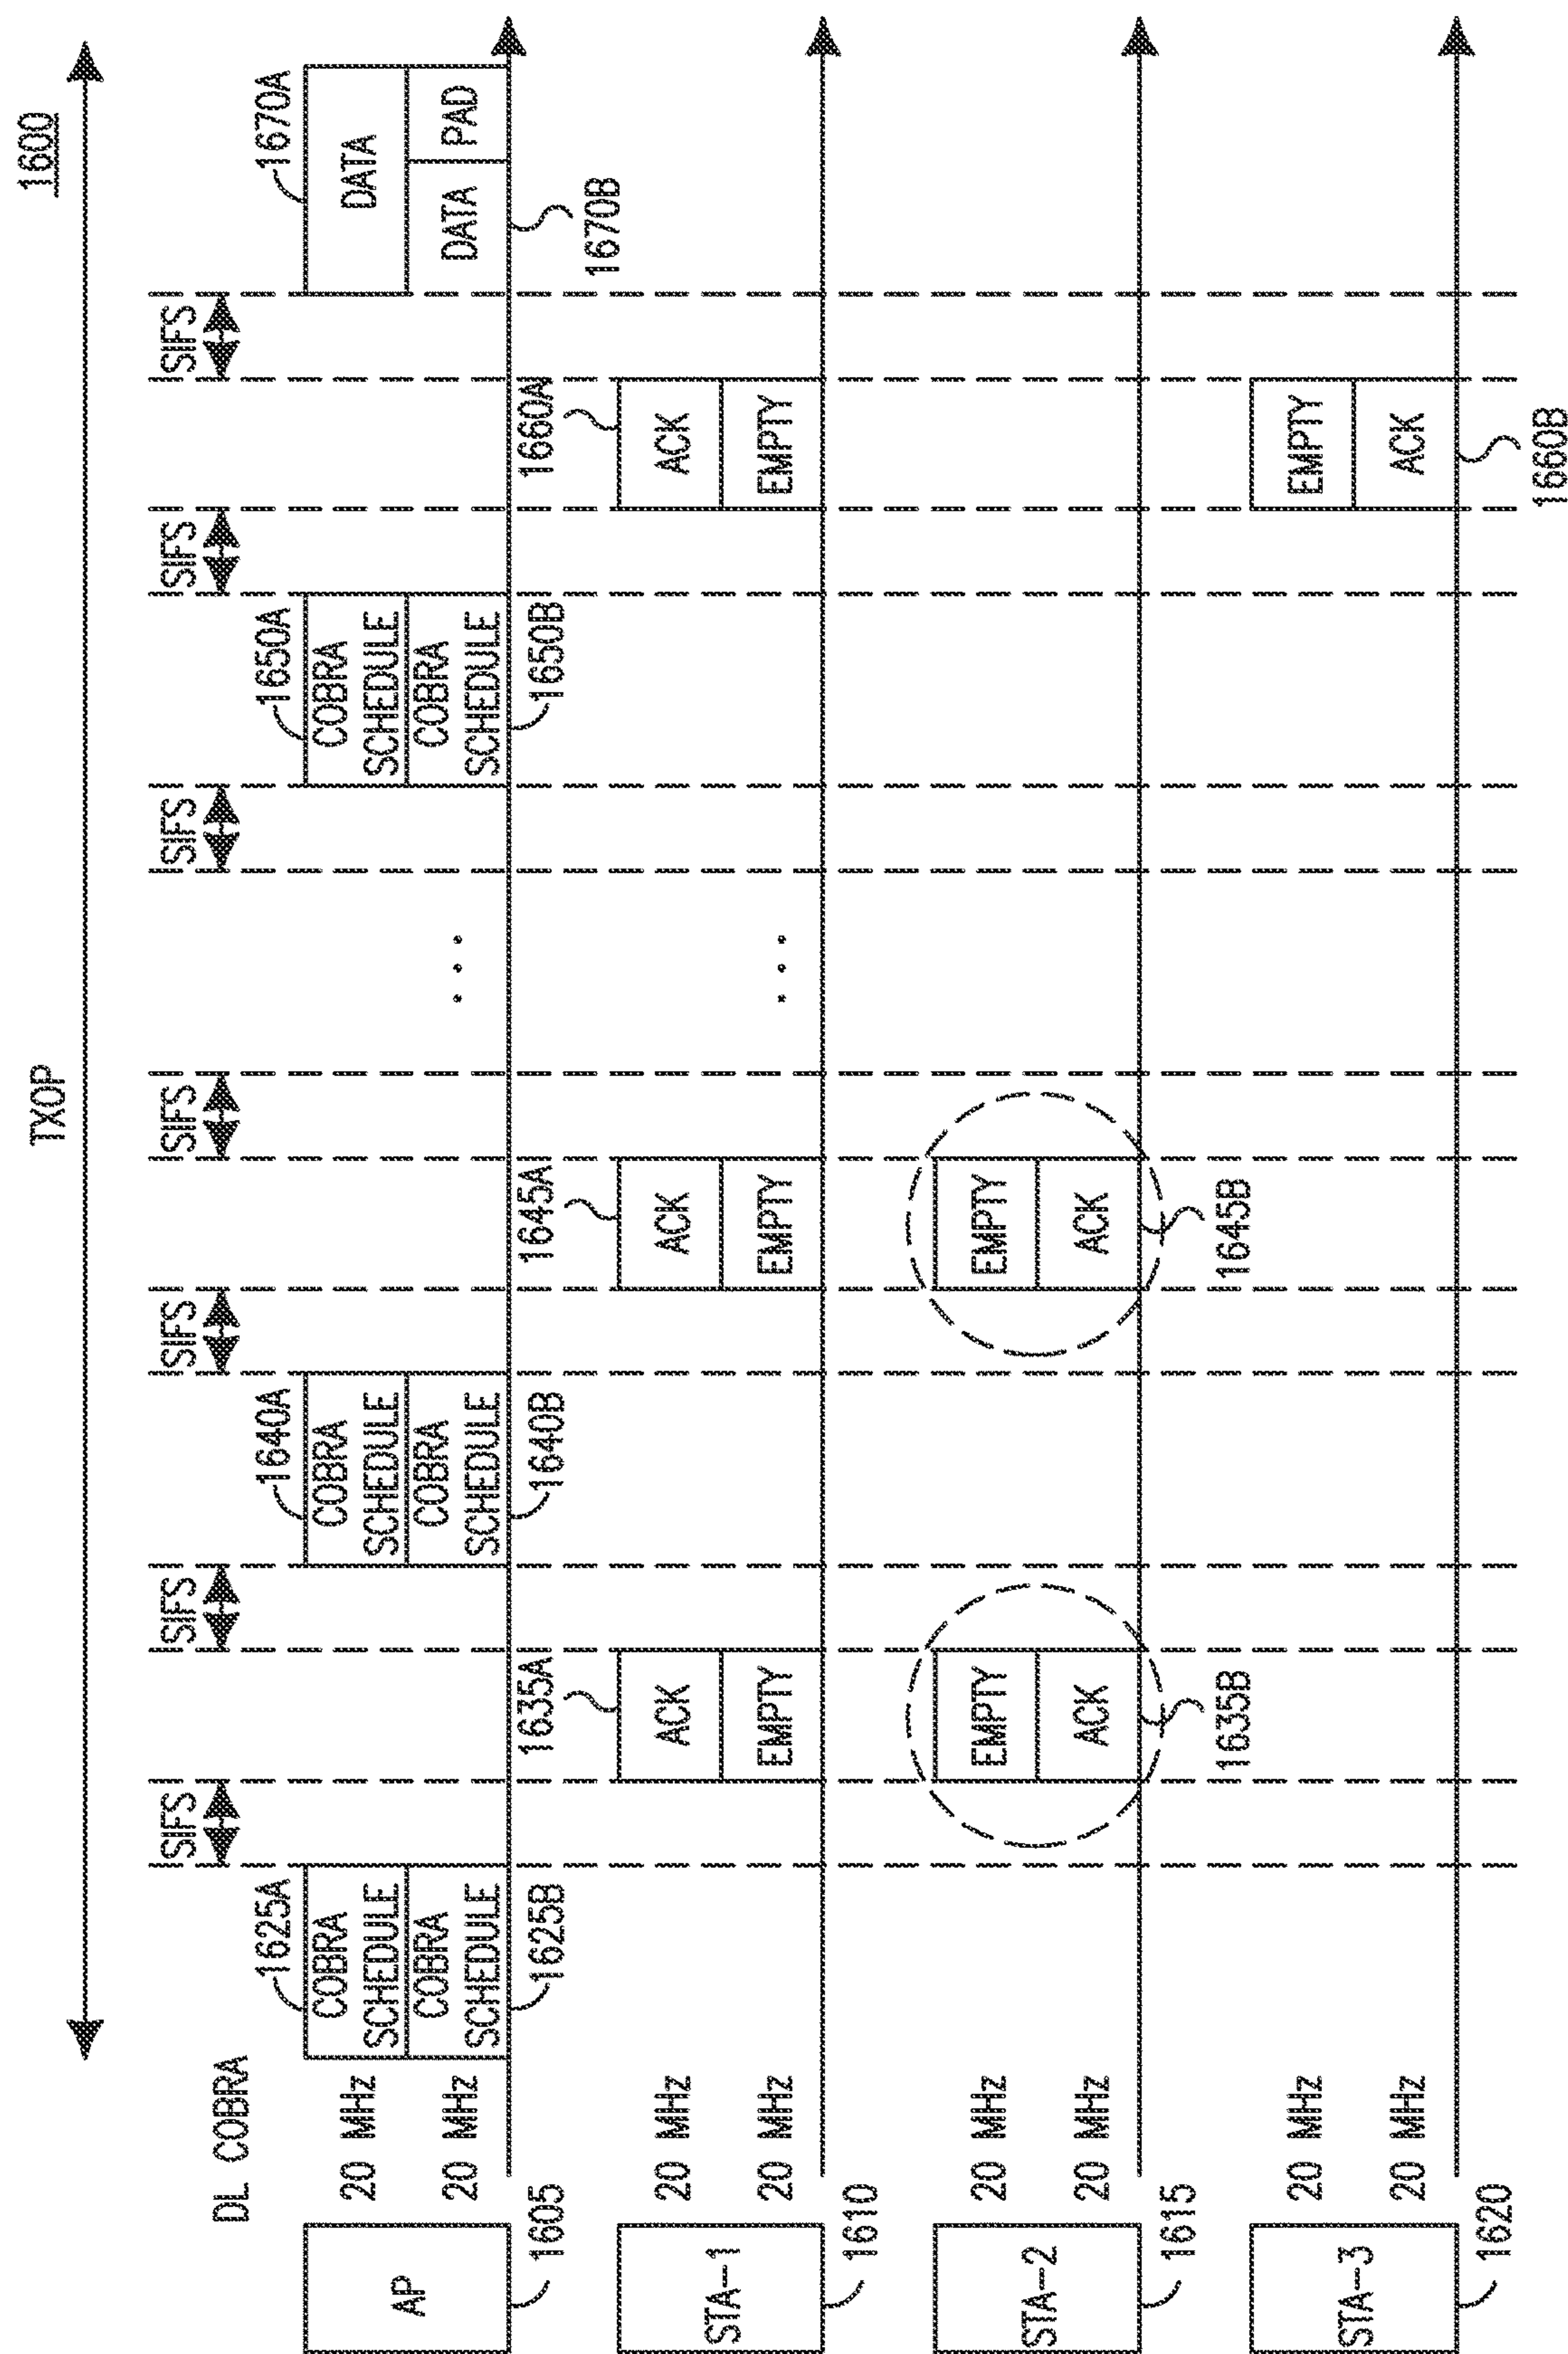 1600
TXOP
SIFS
SIFS
SIFS
SIFS
SIFS
SIFS
SIFS
DL COBRA
AP
1605
20 MHz
20 MHz
1625A
COBRA
SCHEDULE
COBRA
SCHEDULE
1625B
1640A
COBRA
SCHEDULE
COBRA
SCHEDULE
1640B
...
1650A
COBRA
SCHEDULE
COBRA
SCHEDULE
1650B
1670A
DATA
DATA
PAD
1670B
STA-1
1610
20 MHz
20 MHz
1635A
ACK
EMPTY
1645A
ACK
EMPTY
...
1660A
ACK
EMPTY
STA-2
1615
20 MHz
20 MHz
EMPTY
ACK
1635B
EMPTY
ACK
1645B
STA-3
1620
20 MHz
20 MHz
EMPTY
ACK
1660B